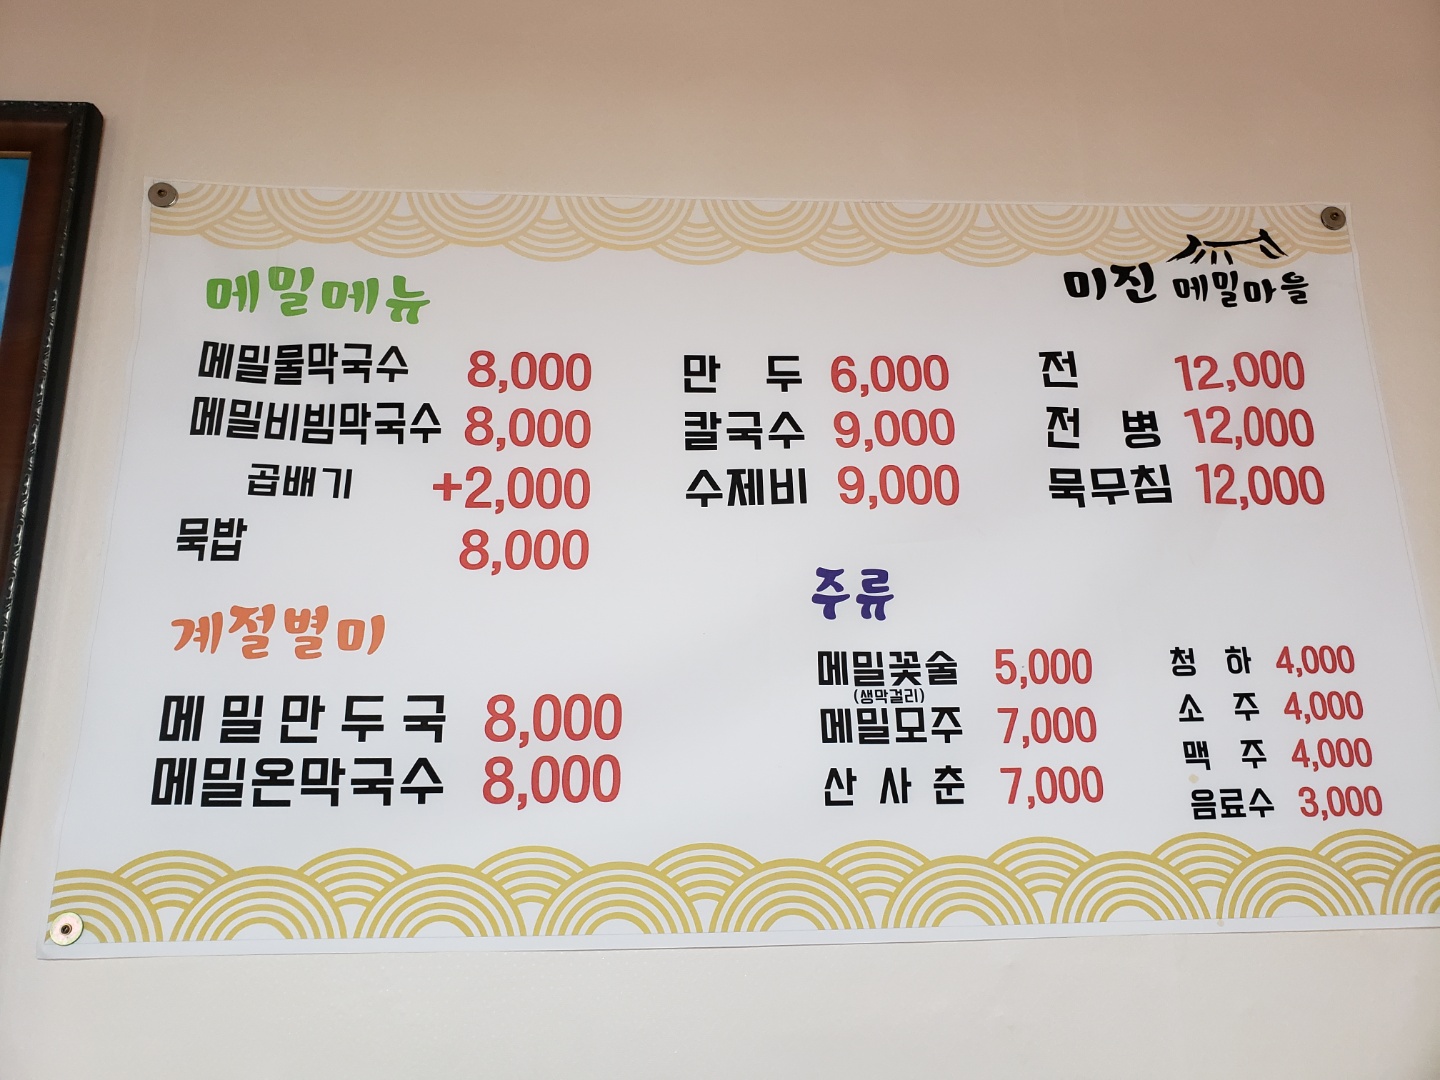 미진 메밀마을
메밀메뉴
메밀물막국수 8,000
메밀비빔막국수 8,000
곱배기 +2,000
묵밥 8,000
만 두 6,000
칼국수 9,000
수제비 9,000
전 12,000
전 병 12,000
묵무침 12,000
계절별미
메밀만두국 8,000
메밀온막국수 8,000
주류
메밀꽃술 5,000
(생막걸리)
메밀모주 7,000
산 사 춘 7,000
청 하 4,000
소 주 4,000
맥 주 4,000
음료수 3,000